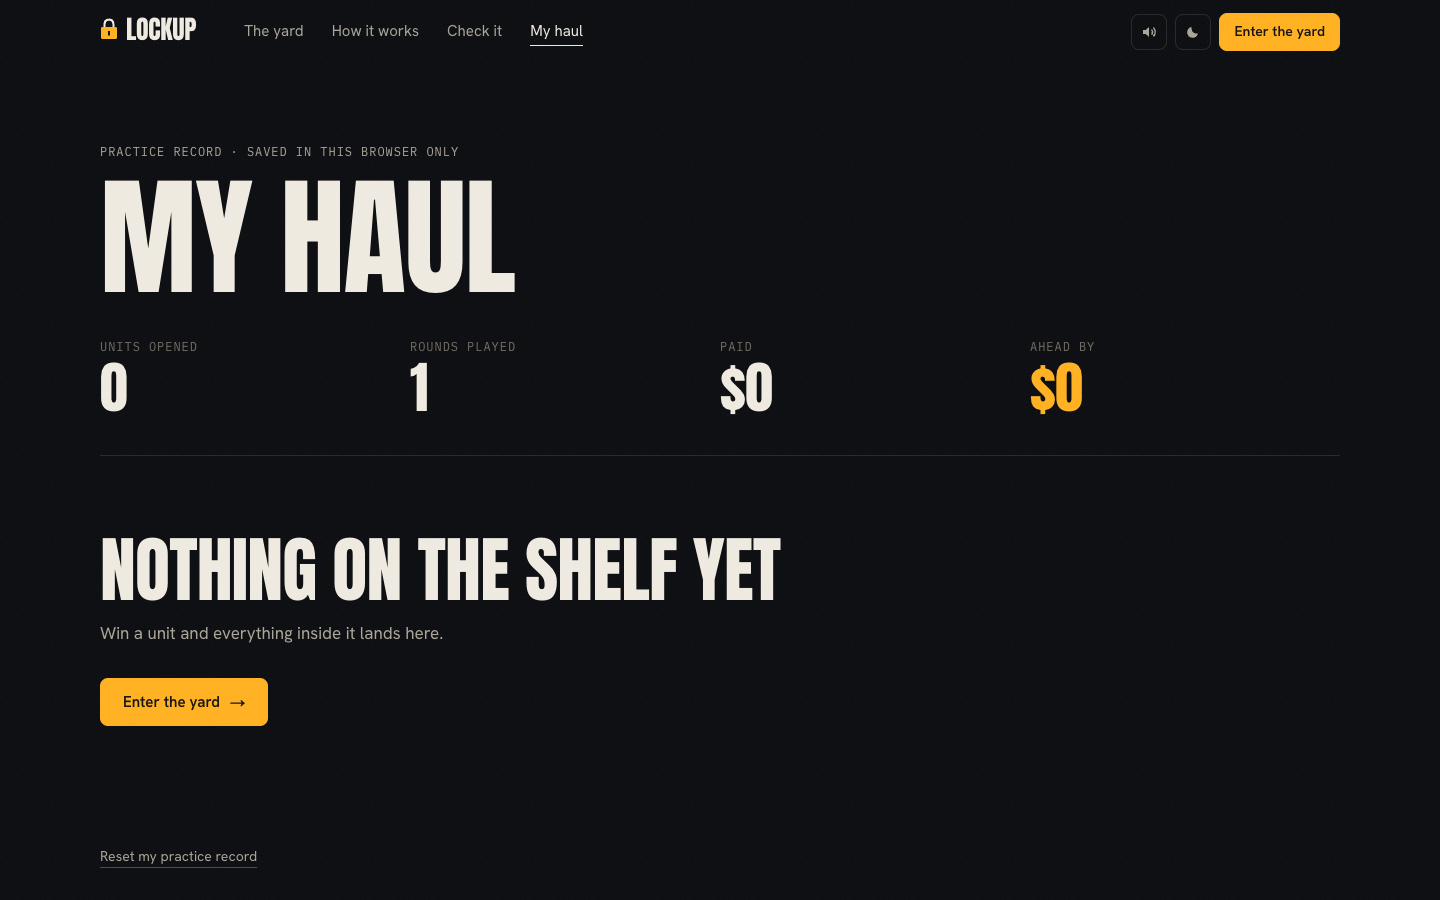 LOCKUP
The yard
How it works
Check it
My haul
Enter the yard
PRACTICE RECORD · SAVED IN THIS BROWSER ONLY
MY HAUL
UNITS OPENED
0
ROUNDS PLAYED
1
PAID
$0
AHEAD BY
$0
NOTHING ON THE SHELF YET
Win a unit and everything inside it lands here.
Enter the yard →
Reset my practice record